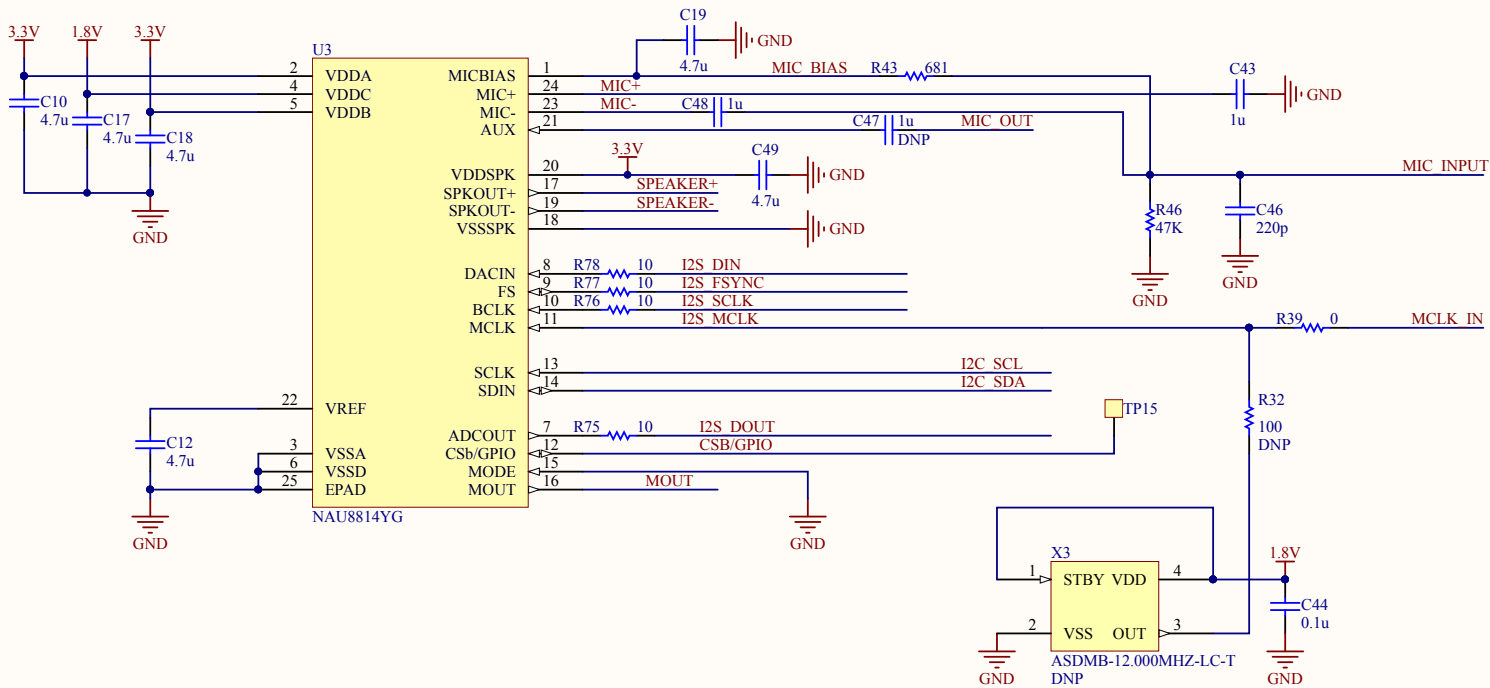 3.3V
1.8V
3.3V
C10
4.7u
C17
4.7u
C18
4.7u
GND
U3
2 VDDA
4 VDDC
5 VDDB
22 VREF
3 VSSA
6 VSSD
25 EPAD
C12
4.7u
GND
NAU8814YG
MICBIAS 1
MIC+ 24
MIC- 23
AUX 21
VDDSPK 20
SPKOUT+ 17
SPKOUT- 19
VSSSPK 18
DACIN 8
FS 9
BCLK 10
MCLK 11
SCLK 13
SDIN 14
ADCOUT 7
CSb/GPIO 12
MODE 15
MOUT 16
C19
4.7u
GND
MIC_BIAS
R43 681
MIC+
C43
1u
GND
MIC-
C48 1u
C47 1u
DNP
MIC_OUT
3.3V
C49
4.7u
GND
SPEAKER+
SPEAKER-
GND
MIC_INPUT
R46
47K
GND
C46
220p
GND
R78 10 I2S_DIN
R77 10 I2S_FSYNC
R76 10 I2S_SCLK
I2S_MCLK
R39 0
MCLK_IN
I2C_SCL
I2C_SDA
R75 10 I2S_DOUT
CSB/GPIO
TP15
MOUT
GND
R32
100
DNP
X3
1 STBY VDD 4
2 VSS OUT 3
GND
ASDMB-12.000MHZ-LC-T
DNP
1.8V
C44
0.1u
GND